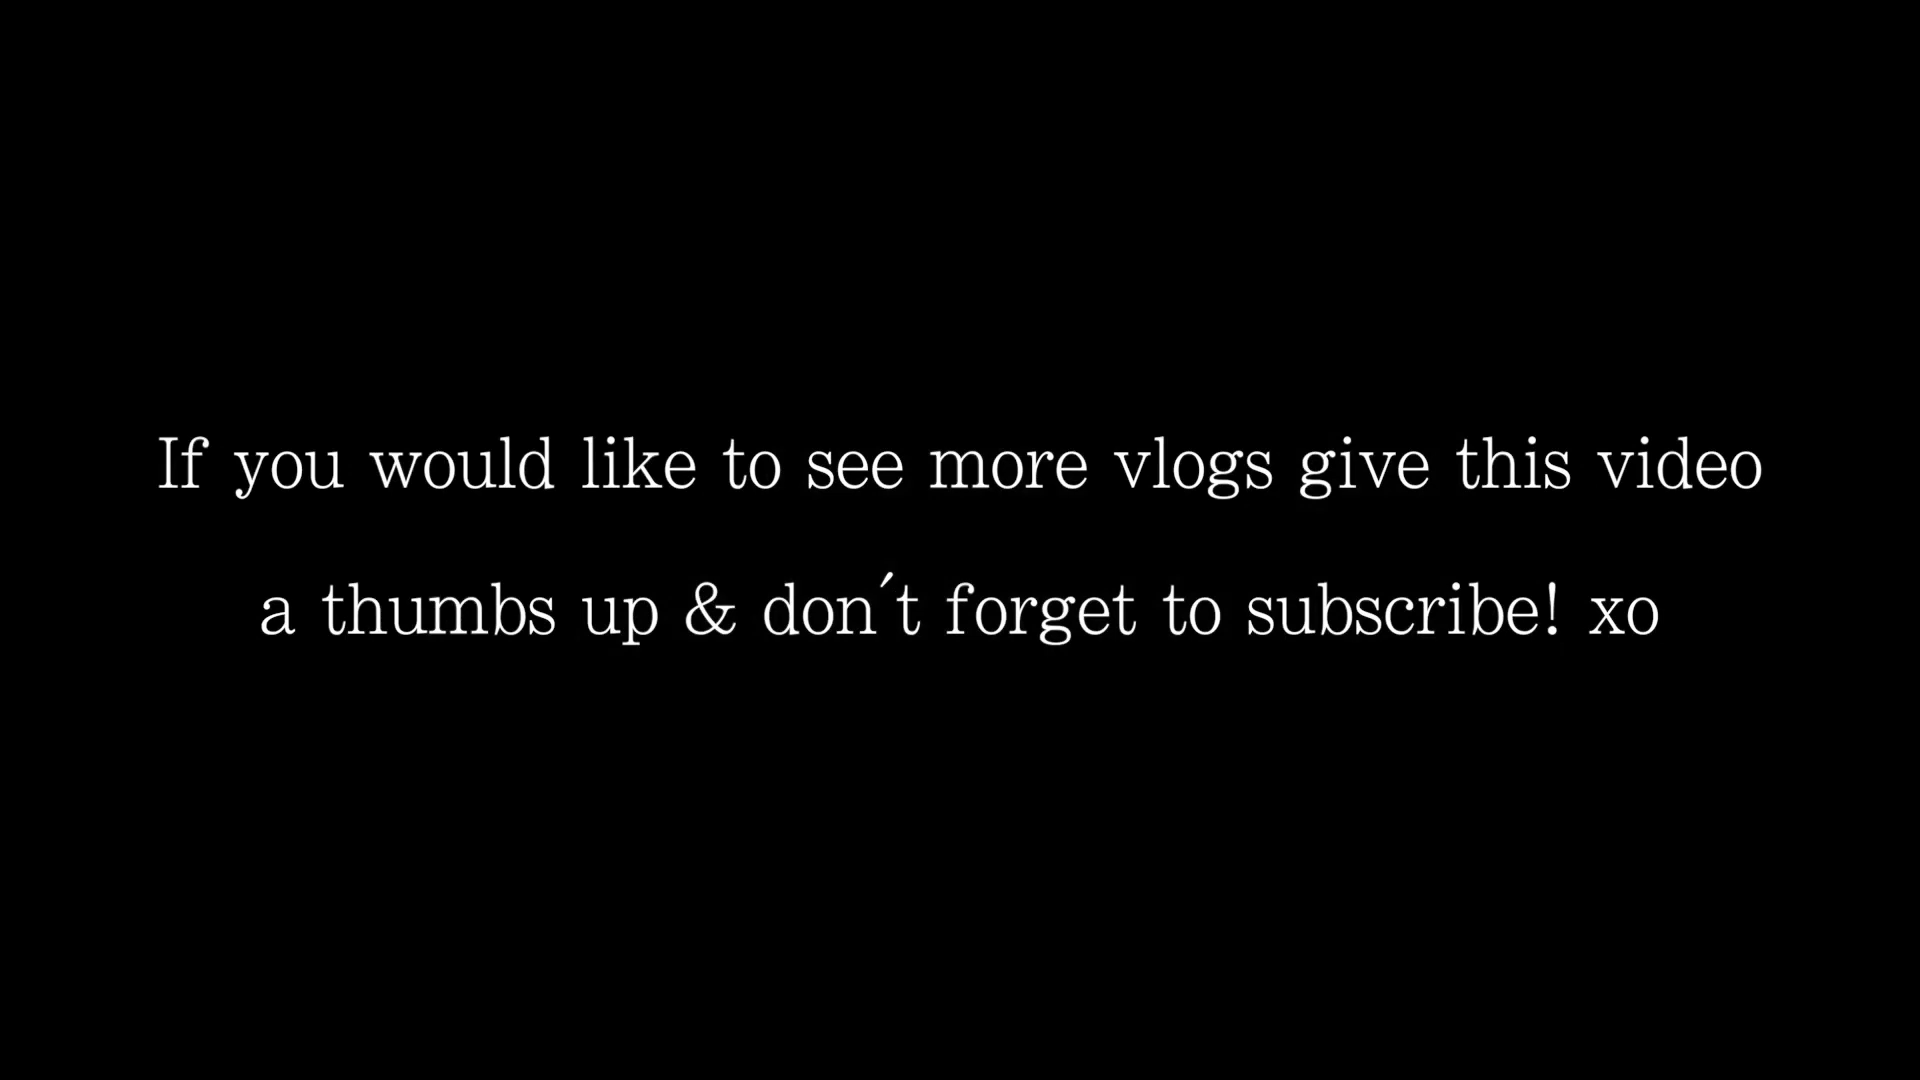 If you would like to see more vlogs give this video
a thumbs up & don´t forget to subscribe! xo